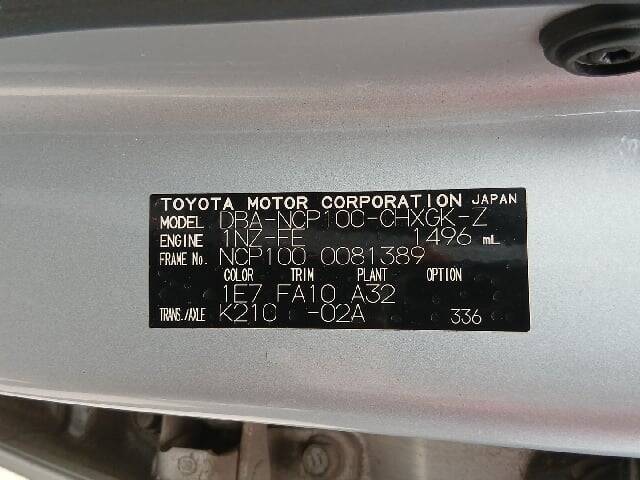 TOYOTA MOTOR CORPORATION JAPAN
MODEL DBA-NCP100-CHXGK-Z
ENGINE 1NZ-FE 1496 mL
FRAME No. NCP100 0081389
COLOR TRIM PLANT OPTION
1E7 FA10 A32
TRANS./AXLE K210 -02A 336